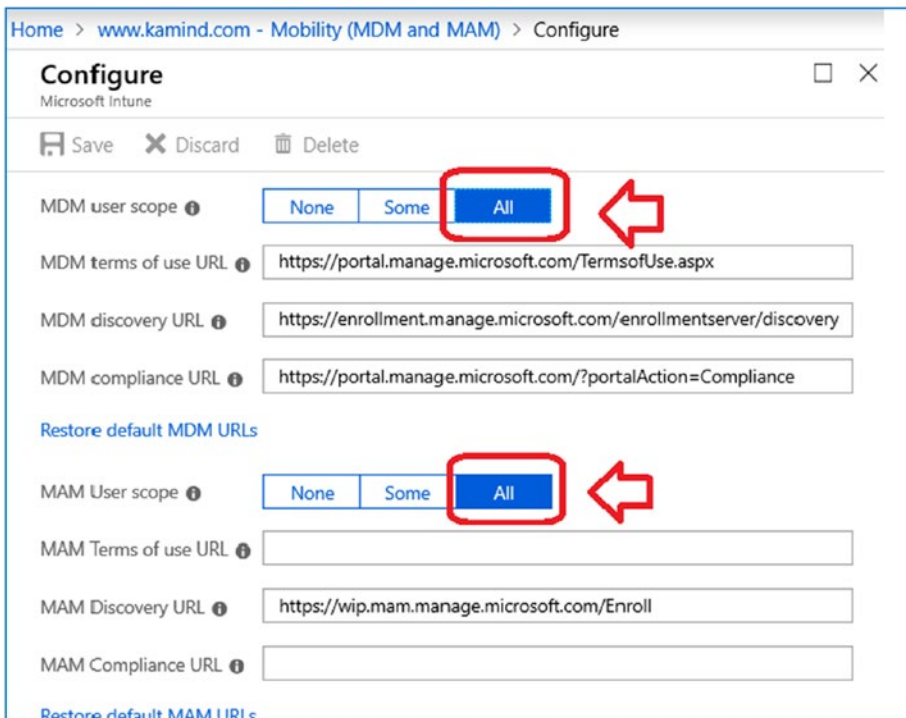 Home > www.kamind.com - Mobility (MDM and MAM) > Configure
Configure
Microsoft Intune
Save Discard Delete
MDM user scope None Some All
MDM terms of use URL https://portal.manage.microsoft.com/TermsofUse.aspx
MDM discovery URL https://enrollment.manage.microsoft.com/enrollmentserver/discovery
MDM compliance URL https://portal.manage.microsoft.com/?portalAction=Compliance
Restore default MDM URLs
MAM User scope None Some All
MAM Terms of use URL
MAM Discovery URL https://wip.mam.manage.microsoft.com/Enroll
MAM Compliance URL
Restore default MAM URLs